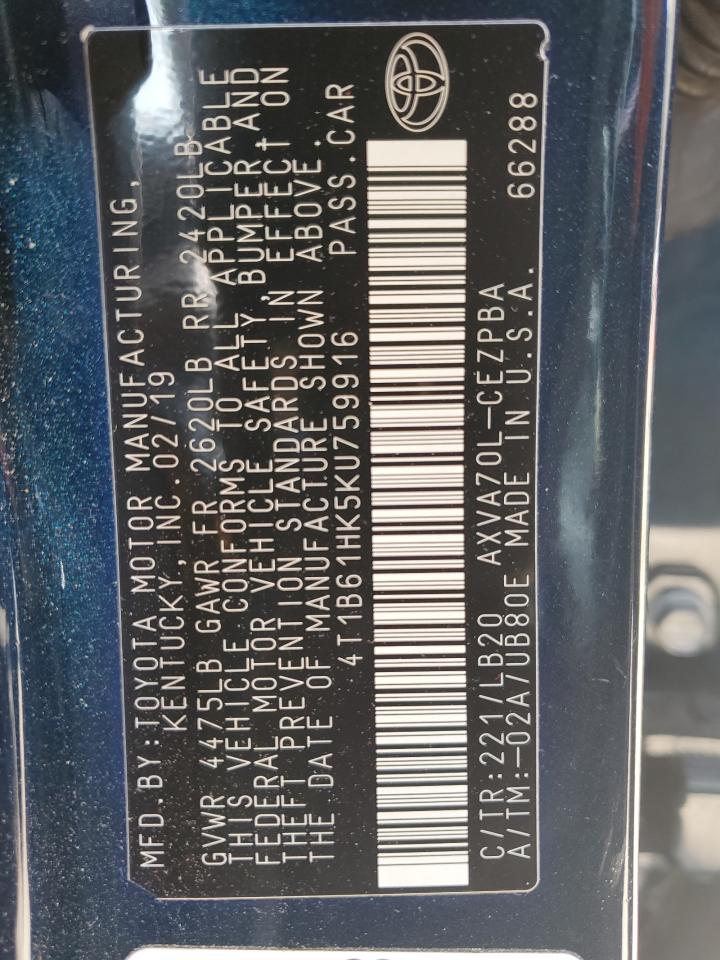 MFD.BY:TOYOTA MOTOR MANUFACTURING,
KENTUCKY,INC.02/19
GVWR 4475LB GAWR FR 2620LB RR 2420LB
THIS VEHICLE CONFORMS TO ALL APPLICABLE
FEDERAL MOTOR VEHICLE SAFETY, BUMPER,AND
THEFT PREVENTION STANDARDS IN EFFECT ON
THE DATE OF MANUFACTURE SHOWN ABOVE.
4T1B61HK5KU759916 PASS.CAR
C/TR:221/LB20 AXVA70L-CEZPBA
A/TM:-02A/UB80E MADE IN U.S.A. 66288